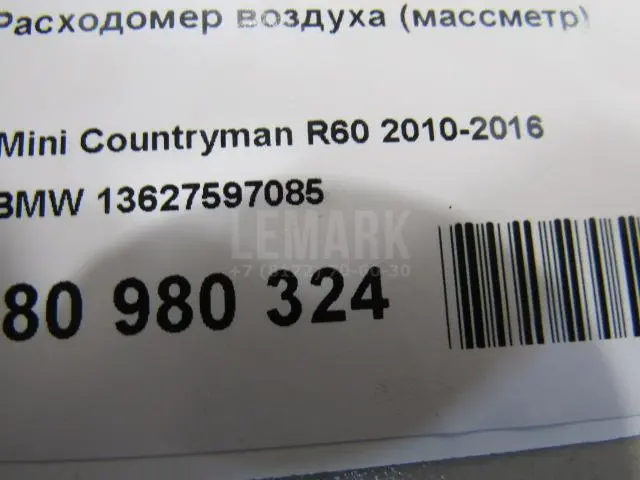 Расходомер воздуха (массметр)
Mini Countryman R60 2010-2016
BMW 13627597085
LEMARK
80 980 324